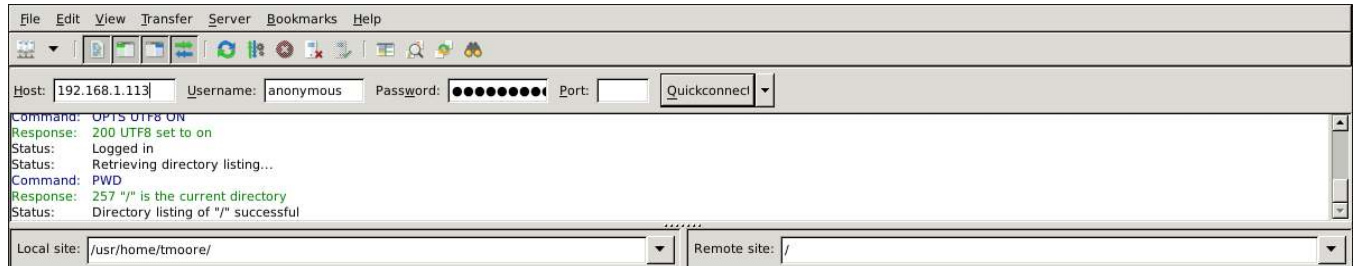 File Edit View Transfer Server Bookmarks Help
Host: 192.168.1.113 Username: anonymous Password: ●●●●●●●●● Port: Quickconnect
Command: OPTS UTF8 ON
Response: 200 UTF8 set to on
Status: Logged in
Status: Retrieving directory listing...
Command: PWD
Response: 257 "/" is the current directory
Status: Directory listing of "/" successful
Local site: /usr/home/tmoore/ Remote site: /